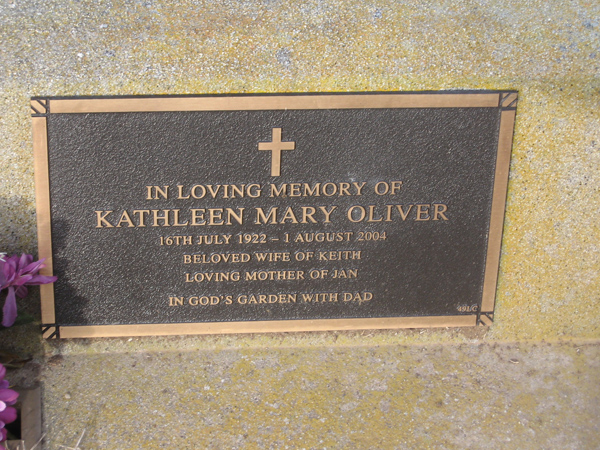 IN LOVING MEMORY OF
KATHLEEN MARY OLIVER
16TH JULY 1922 – 1 AUGUST 2004
BELOVED WIFE OF KEITH
LOVING MOTHER OF JAN
IN GOD'S GARDEN WITH DAD